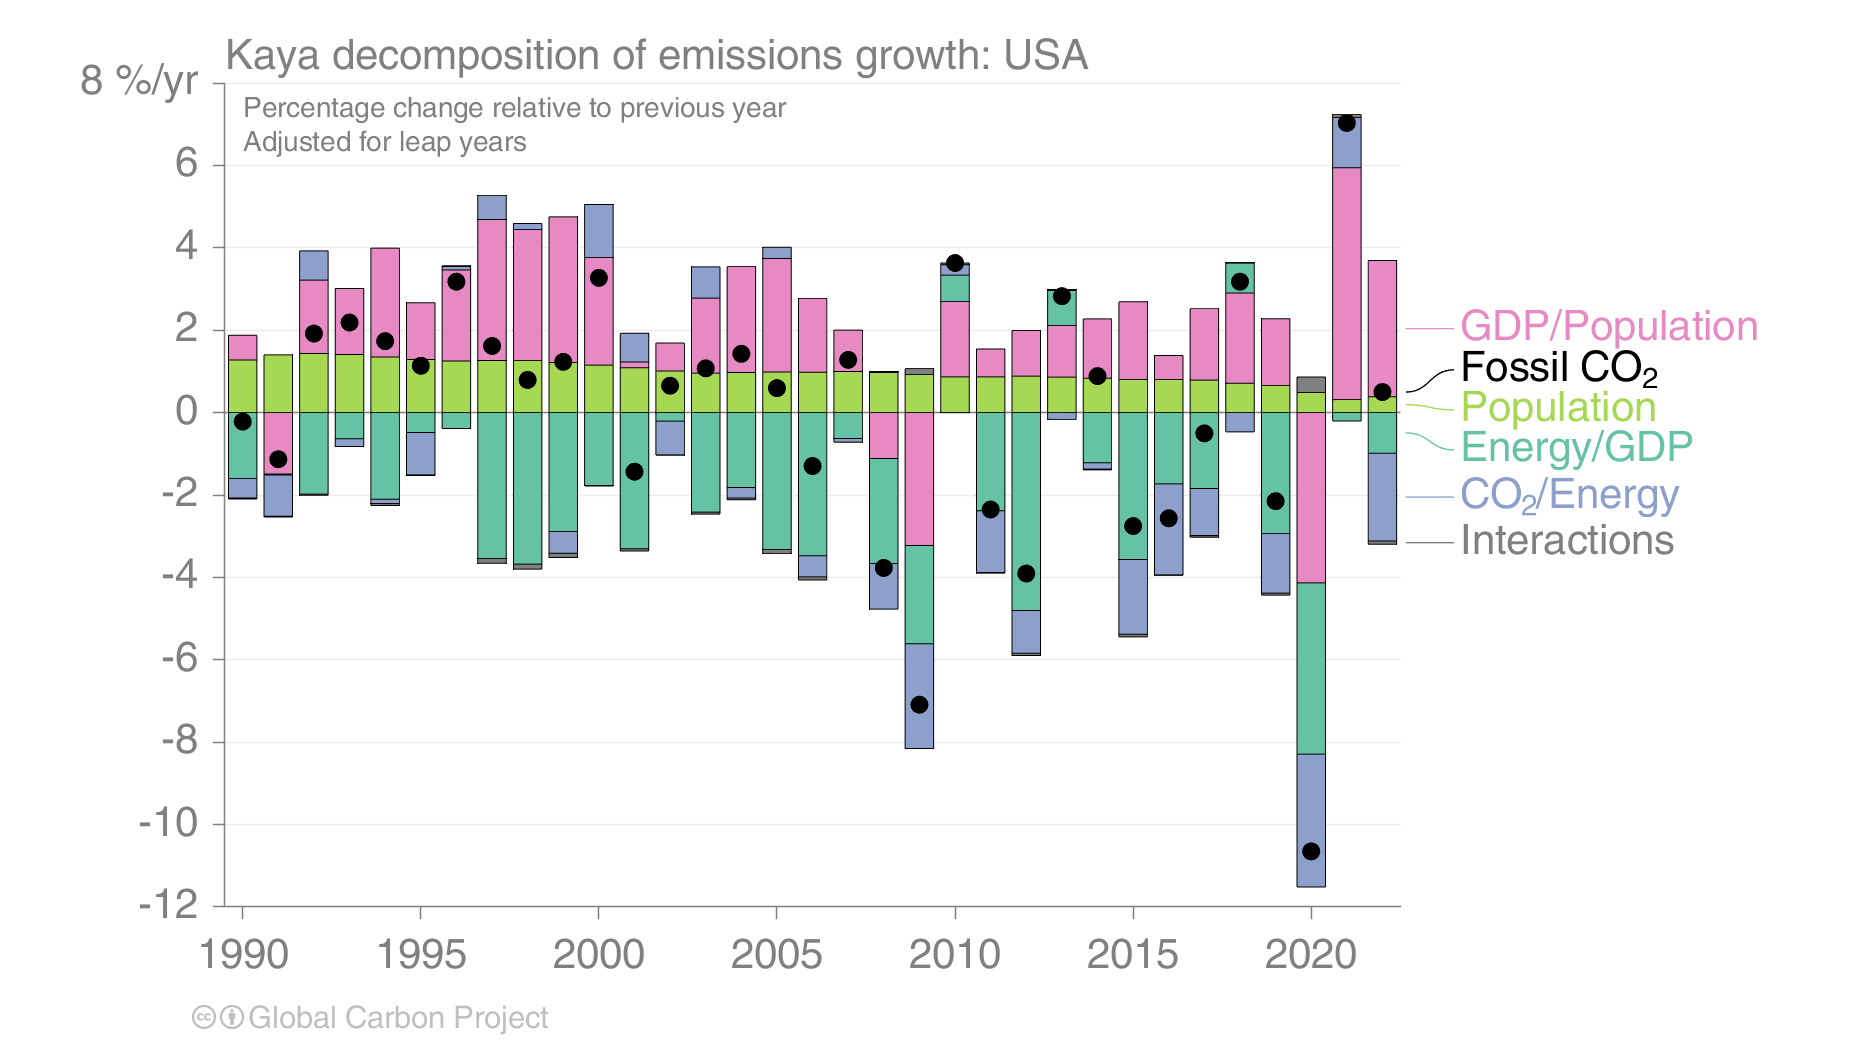 Kaya decomposition of emissions growth: USA
8 %/yr
Percentage change relative to previous year
Adjusted for leap years
6
4
2
0
-2
-4
-6
-8
-10
-12
GDP/Population
Fossil CO₂
Population
Energy/GDP
CO₂/Energy
Interactions
1990 1995 2000 2005 2010 2015 2020
cc Global Carbon Project